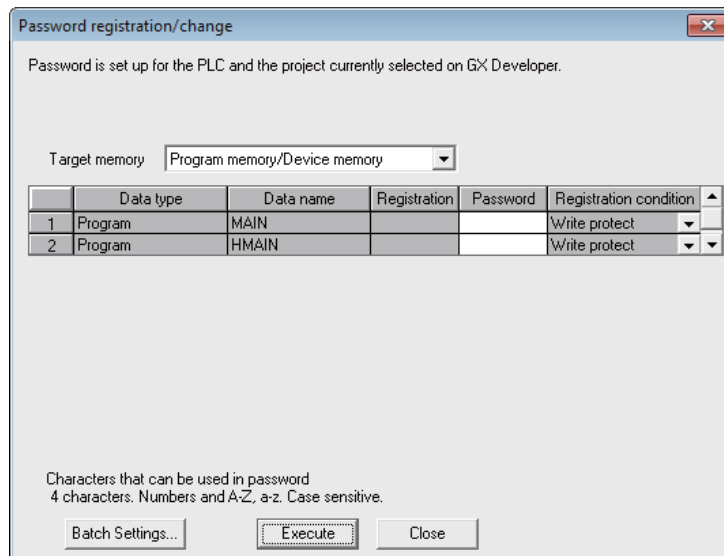 Password registration/change
Password is set up for the PLC and the project currently selected on GX Developer.
Target memory Program memory/Device memory
Data type Data name Registration Password Registration condition
1 Program MAIN Write protect
2 Program HMAIN Write protect
Characters that can be used in password
4 characters. Numbers and A-Z, a-z. Case sensitive.
Batch Settings... Execute Close